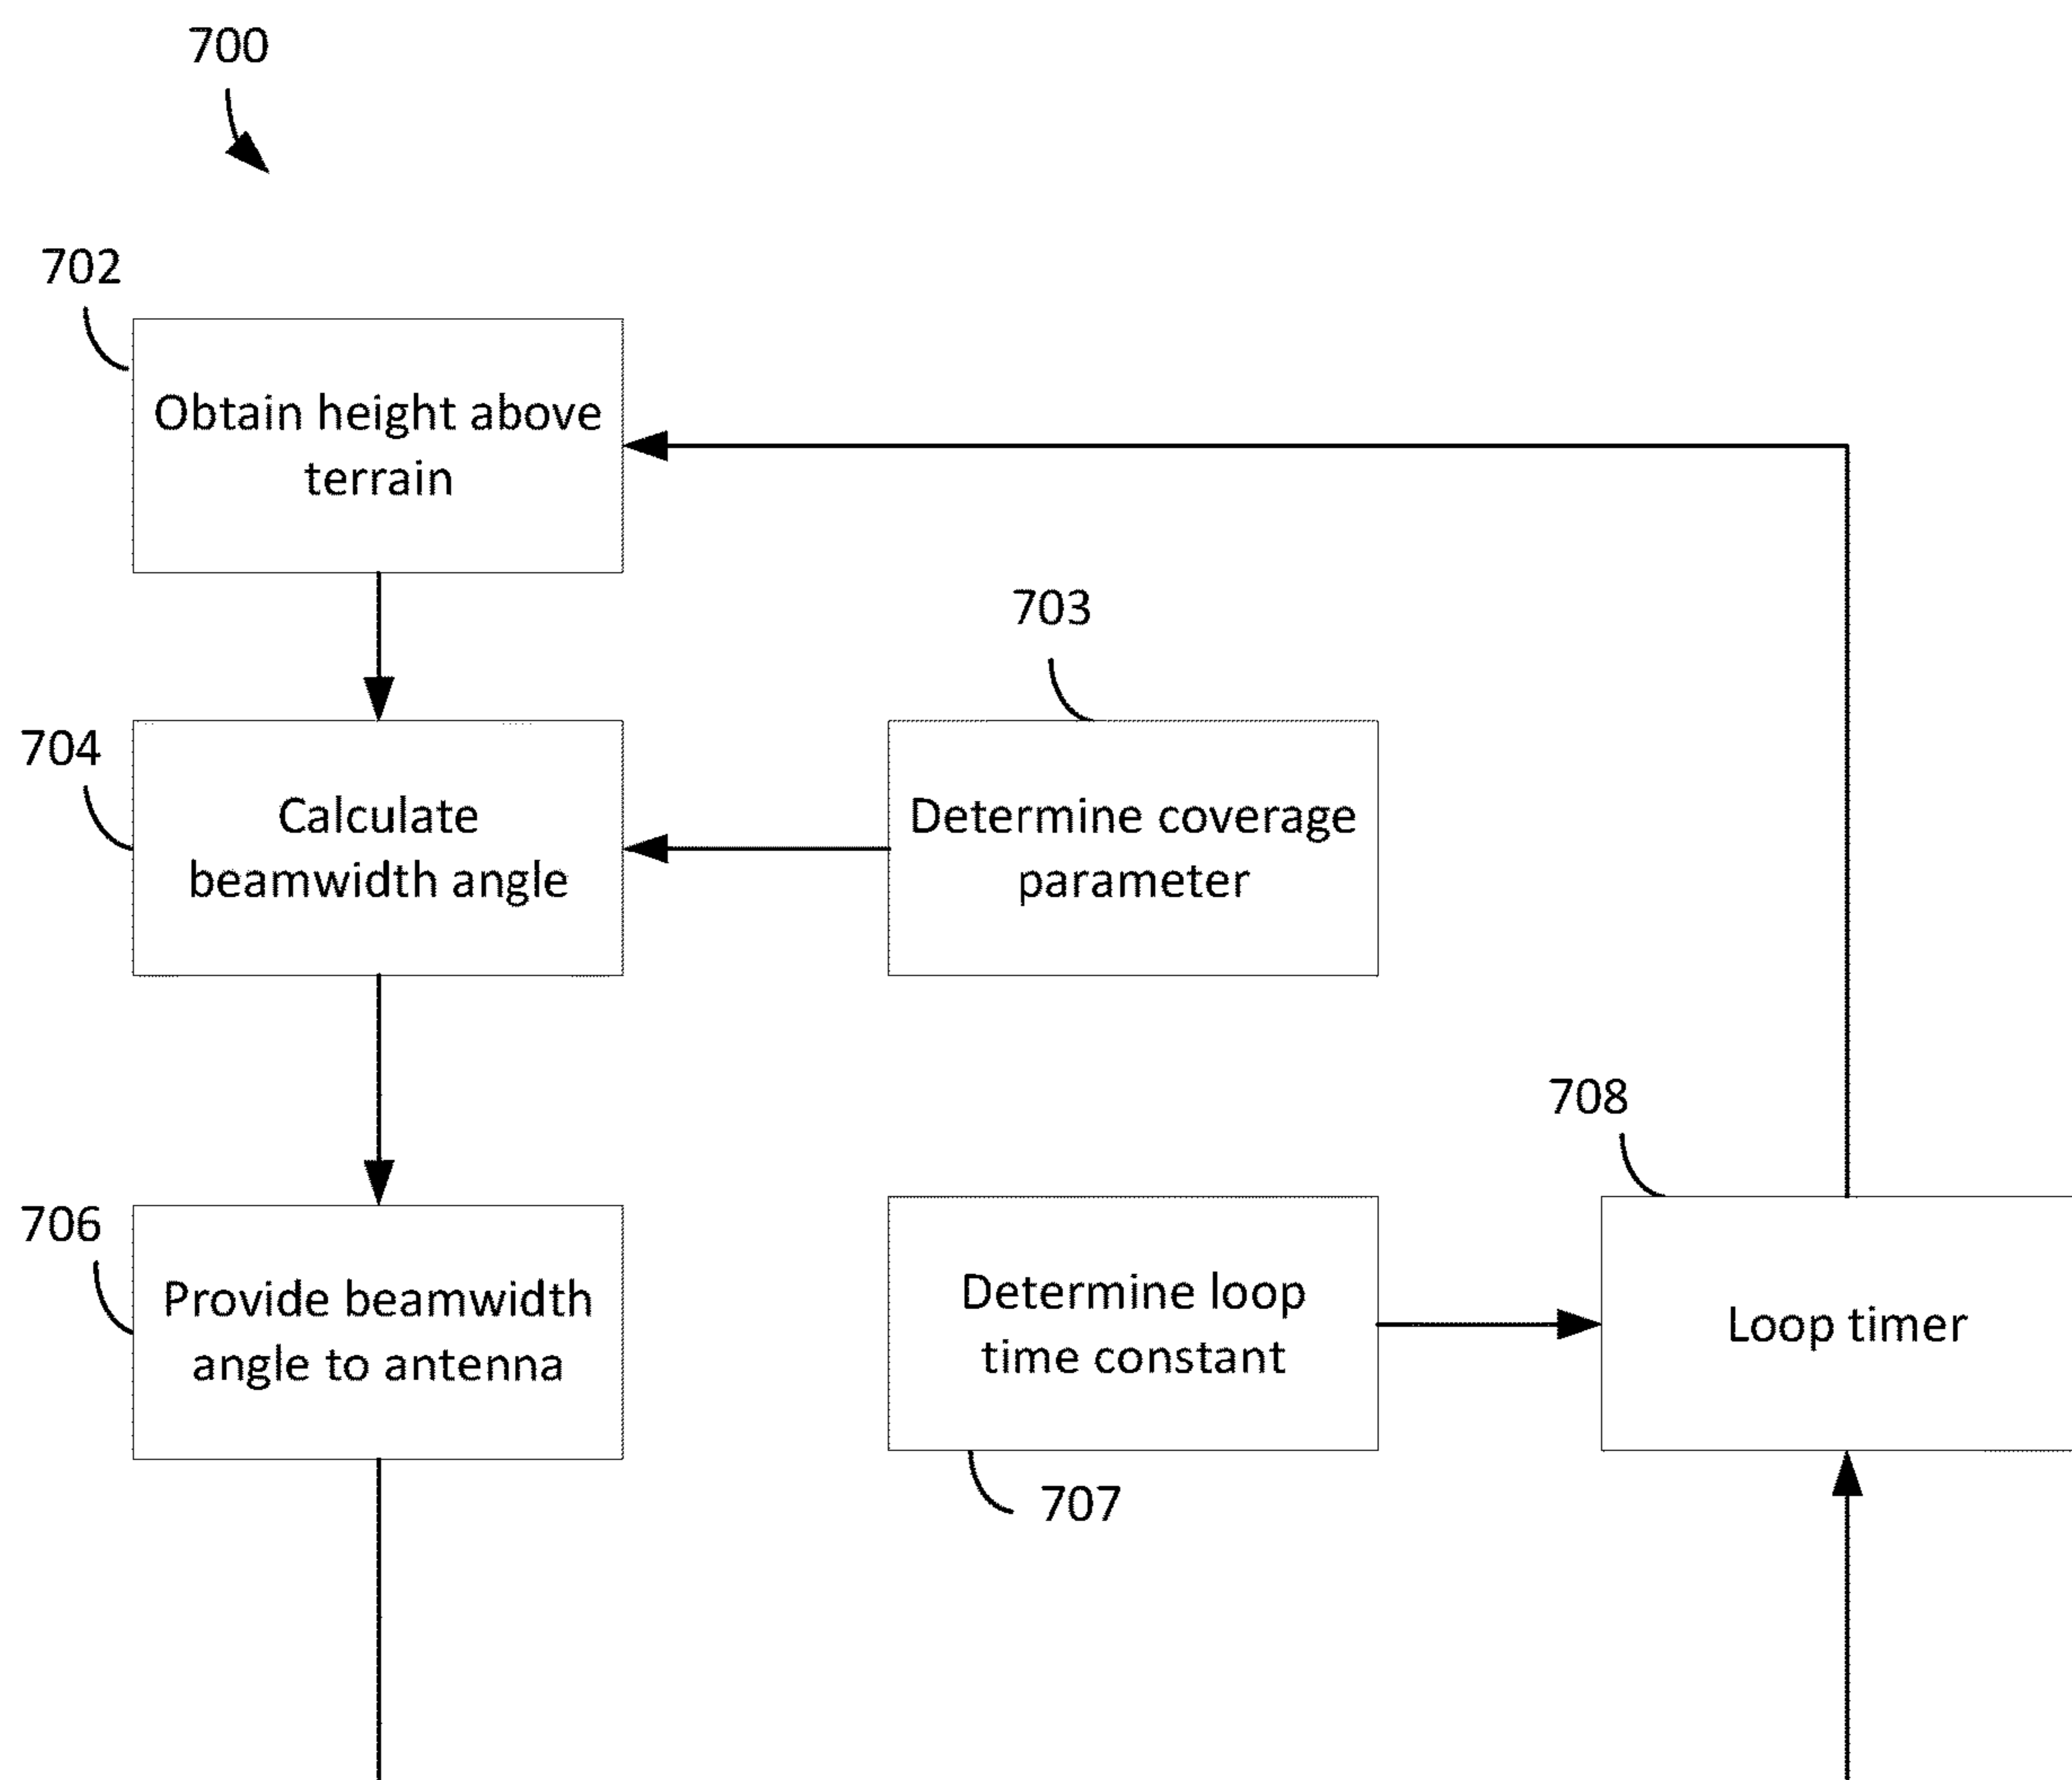 700
702
Obtain height above
terrain
703
704
Calculate
beamwidth angle
Determine coverage
parameter
708
706
Provide beamwidth
angle to antenna
Determine loop
time constant
Loop timer
707